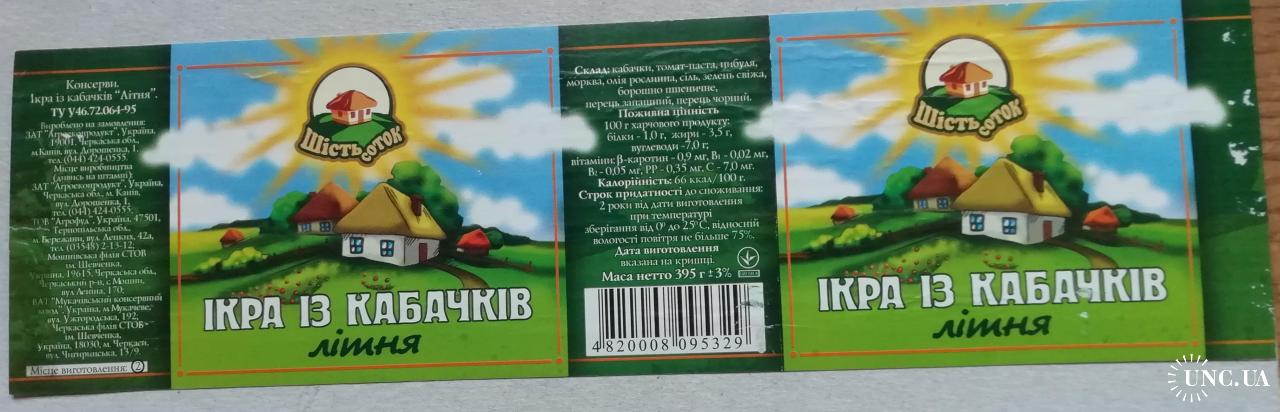 Консерви.
Ікра із кабачків "Літня".
ТУ У46.72.064-95
Вироблено на замовлення:
ЗАТ "Агроекопродукт", Україна,
19001, Черкаська обл.,
м.Канів, вул. Дорошенка, 1,
тел. (044) 424-0555.
Місце виробництва
(дивись на штампі):
ЗАТ "Агроекопродукт", Україна,
Черкаська обл., м. Канів,
вул. Дорошенка, 1,
тел. (044) 424-0555;
ТОВ "Агрофуд", Україна, 47501,
Тернопільська обл.,
м. Бережани, вул. Лепких, 42а,
тел. (03548) 2-13-12,
Мошнівська філія СТОВ
ім. Шевченка,
Україна, 19615, Черкаська обл.,
Черкаський р-н, с. Мошни,
вул Леніна, 170;
ВАТ "Мукачівський консервний
завод", Україна, м Мукачеве,
вул. Ужгородська, 192,
Черкаська філія СТОВ
ім. Шевченка,
Україна, 18030, м. Черкаси,
вул. Чигиринська, 13/9
Місце виготовлення: 2
Шість соток
ІКРА ІЗ КАБАЧКІВ
літня
Склад: кабачки, томат-паста, цибуля,
морква, олія рослинна, сіль, зелень свіжа,
борошно пшеничне,
перець запашний, перець чорний.
Поживна цінність
100 г харчового продукту:
білки - 1,0 г, жири - 3,5 г,
вуглеводи -7,0 г;
вітаміни: β-каротин - 0,9 мг, В1 - 0,02 мг,
В2 - 0,05 мг, РР - 0,35 мг, С - 7,0 мг.
Калорійність: 66 ккал/100 г.
Строк придатності до споживання:
2 роки від дати виготовлення
при температурі
зберігання від 0° до 25°С, відносній
вологості повітря не більше 75%.
Дата виготовлення
вказана на кришці.
Маса нетто 395 г ±3%
4 820008 095329
Шість соток
ІКРА ІЗ КАБАЧКІВ
літня
UNC.UA